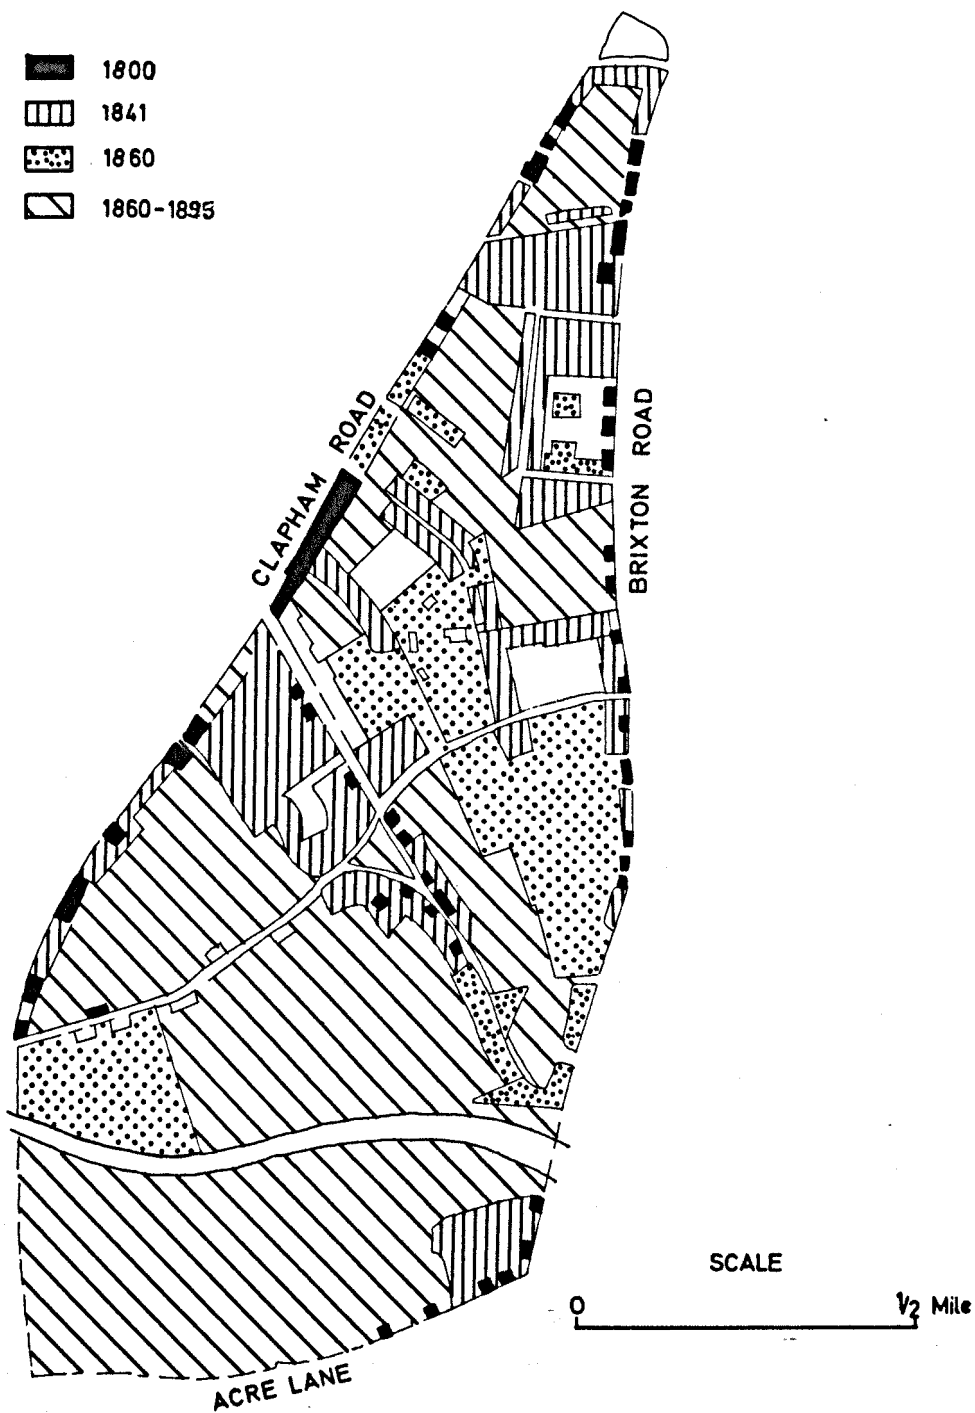 1800
1841
1860
1860-1895
CLAPHAM ROAD
BRIXTON ROAD
SCALE
0 1/2 Mile
ACRE LANE